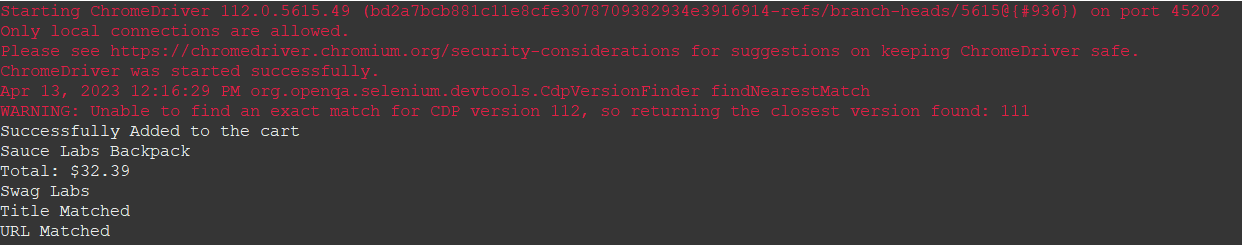 Starting ChromeDriver 112.0.5615.49 (bd2a7bcb881c11e8cfe3078709382934e3916914-refs/branch-heads/5615@{#936}) on port 45202
Only local connections are allowed.
Please see https://chromedriver.chromium.org/security-considerations for suggestions on keeping ChromeDriver safe.
ChromeDriver was started successfully.
Apr 13, 2023 12:16:29 PM org.openqa.selenium.devtools.CdpVersionFinder findNearestMatch
WARNING: Unable to find an exact match for CDP version 112, so returning the closest version found: 111
Successfully Added to the cart
Sauce Labs Backpack
Total: $32.39
Swag Labs
Title Matched
URL Matched